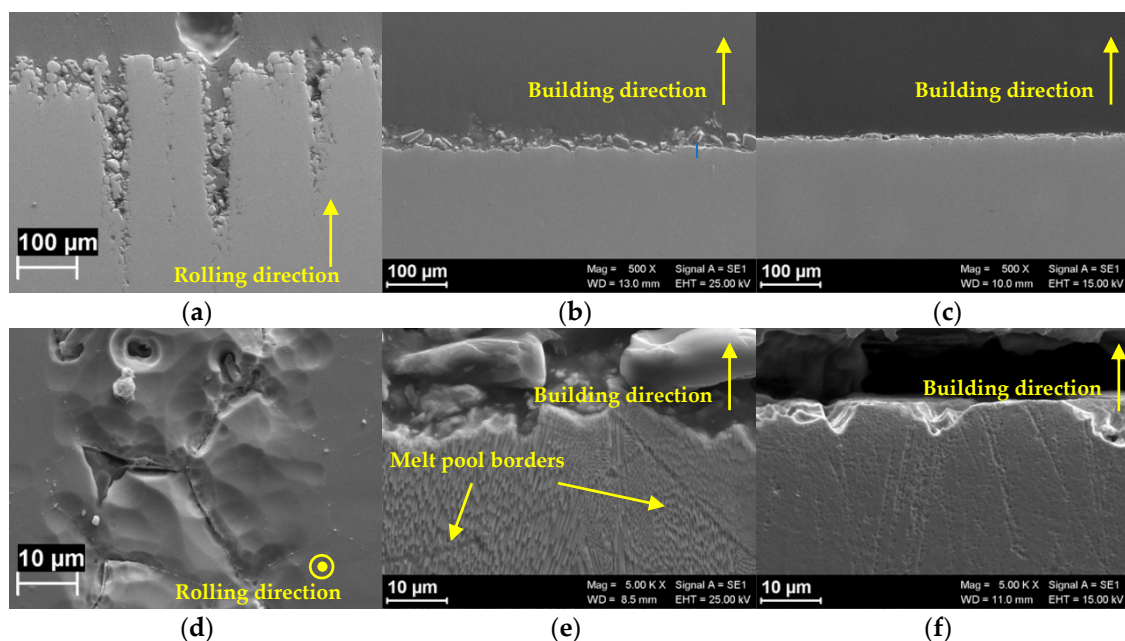 100 µm
Rolling direction
Building direction
100 µm
Mag = 500 X Signal A = SE1
WD = 13.0 mm EHT = 25.00 kV
Building direction
100 µm
Mag = 500 X Signal A = SE1
WD = 10.0 mm EHT = 15.00 kV
(a)
(b)
(c)
10 µm
Rolling direction
Building direction
Melt pool borders
10 µm
Mag = 5.00 K X Signal A = SE1
WD = 8.5 mm EHT = 25.00 kV
Building direction
10 µm
Mag = 5.00 K X Signal A = SE1
WD = 11.0 mm EHT = 15.00 kV
(d)
(e)
(f)